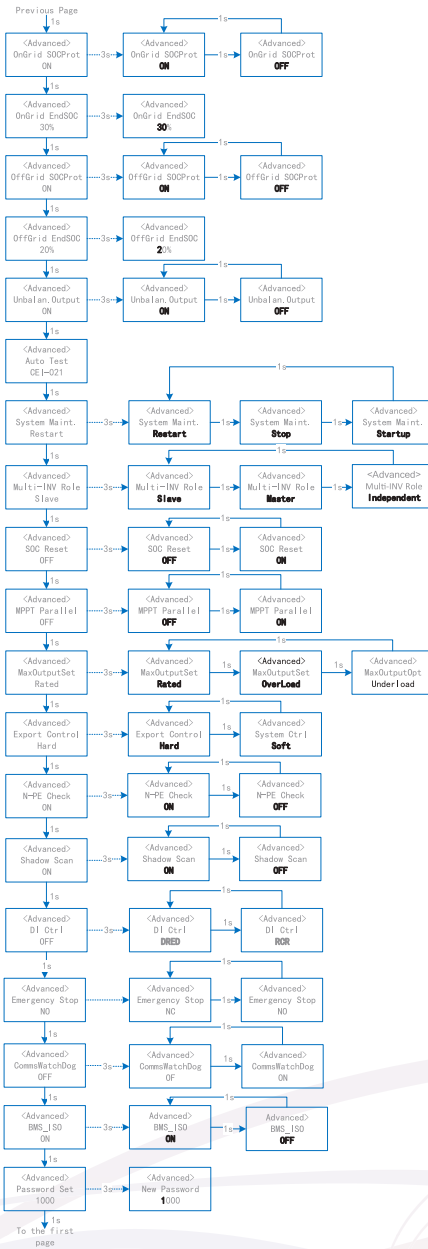 Previous Page
1s
1s
<Advanced>
OnGrid SOCProt
ON
3s
<Advanced>
OnGrid SOCProt
ON
1s
<Advanced>
OnGrid SOCProt
OFF
1s
<Advanced>
OnGrid EndSOC
30%
3s
<Advanced>
OnGrid EndSOC
30%
1s
1s
<Advanced>
OffGrid SOCProt
ON
3s
<Advanced>
OffGrid SOCProt
ON
1s
<Advanced>
OffGrid SOCProt
OFF
1s
<Advanced>
OffGrid EndSOC
20%
3s
<Advanced>
OffGrid EndSOC
20%
1s
1s
<Advanced>
Unbalan.Output
ON
3s
<Advanced>
Unbalan.Output
ON
1s
<Advanced>
Unbalan.Output
OFF
1s
<Advanced>
Auto Test
CEI-021
1s
1s
<Advanced>
System Maint.
Restart
3s
<Advanced>
System Maint.
Restart
1s
<Advanced>
System Maint.
Stop
1s
<Advanced>
System Maint.
Startup
1s
1s
<Advanced>
Multi-INV Role
Slave
3s
<Advanced>
Multi-INV Role
Slave
1s
<Advanced>
Multi-INV Role
Master
1s
<Advanced>
Multi-INV Role
Independent
1s
1s
<Advanced>
SOC Reset
OFF
3s
<Advanced>
SOC Reset
OFF
1s
<Advanced>
SOC Reset
ON
1s
1s
<Advanced>
MPPT Parallel
OFF
3s
<Advanced>
MPPT Parallel
OFF
1s
<Advanced>
MPPT Parallel
ON
1s
1s
<Advanced>
MaxOutputSet
Rated
3s
<Advanced>
MaxOutputSet
Rated
1s
<Advanced>
MaxOutputSet
OverLoad
1s
<Advanced>
MaxOutputOpt
Underload
1s
1s
<Advanced>
Export Control
Hard
3s
<Advanced>
Export Control
Hard
1s
<Advanced>
System Ctrl
Soft
1s
1s
<Advanced>
N-PE Check
ON
3s
<Advanced>
N-PE Check
ON
1s
<Advanced>
N-PE Check
OFF
1s
1s
<Advanced>
Shadow Scan
ON
3s
<Advanced>
Shadow Scan
ON
1s
<Advanced>
Shadow Scan
OFF
1s
1s
<Advanced>
DI Ctrl
OFF
3s
<Advanced>
DI Ctrl
DRED
1s
<Advanced>
DI Ctrl
RCR
1s
1s
<Advanced>
Emergency Stop
NO
<Advanced>
Emergency Stop
NC
1s
<Advanced>
Emergency Stop
NO
1s
1s
<Advanced>
CommsWatchDog
OFF
3s
<Advanced>
CommsWatchDog
OF
1s
<Advanced>
CommsWatchDog
ON
1s
1s
<Advanced>
BMS_ISO
ON
3s
Advanced>
BMS_ISO
ON
1s
Advanced>
BMS_ISO
OFF
1s
<Advanced>
Password Set
1000
3s
<Advanced>
New Password
1000
1s
To the first
page